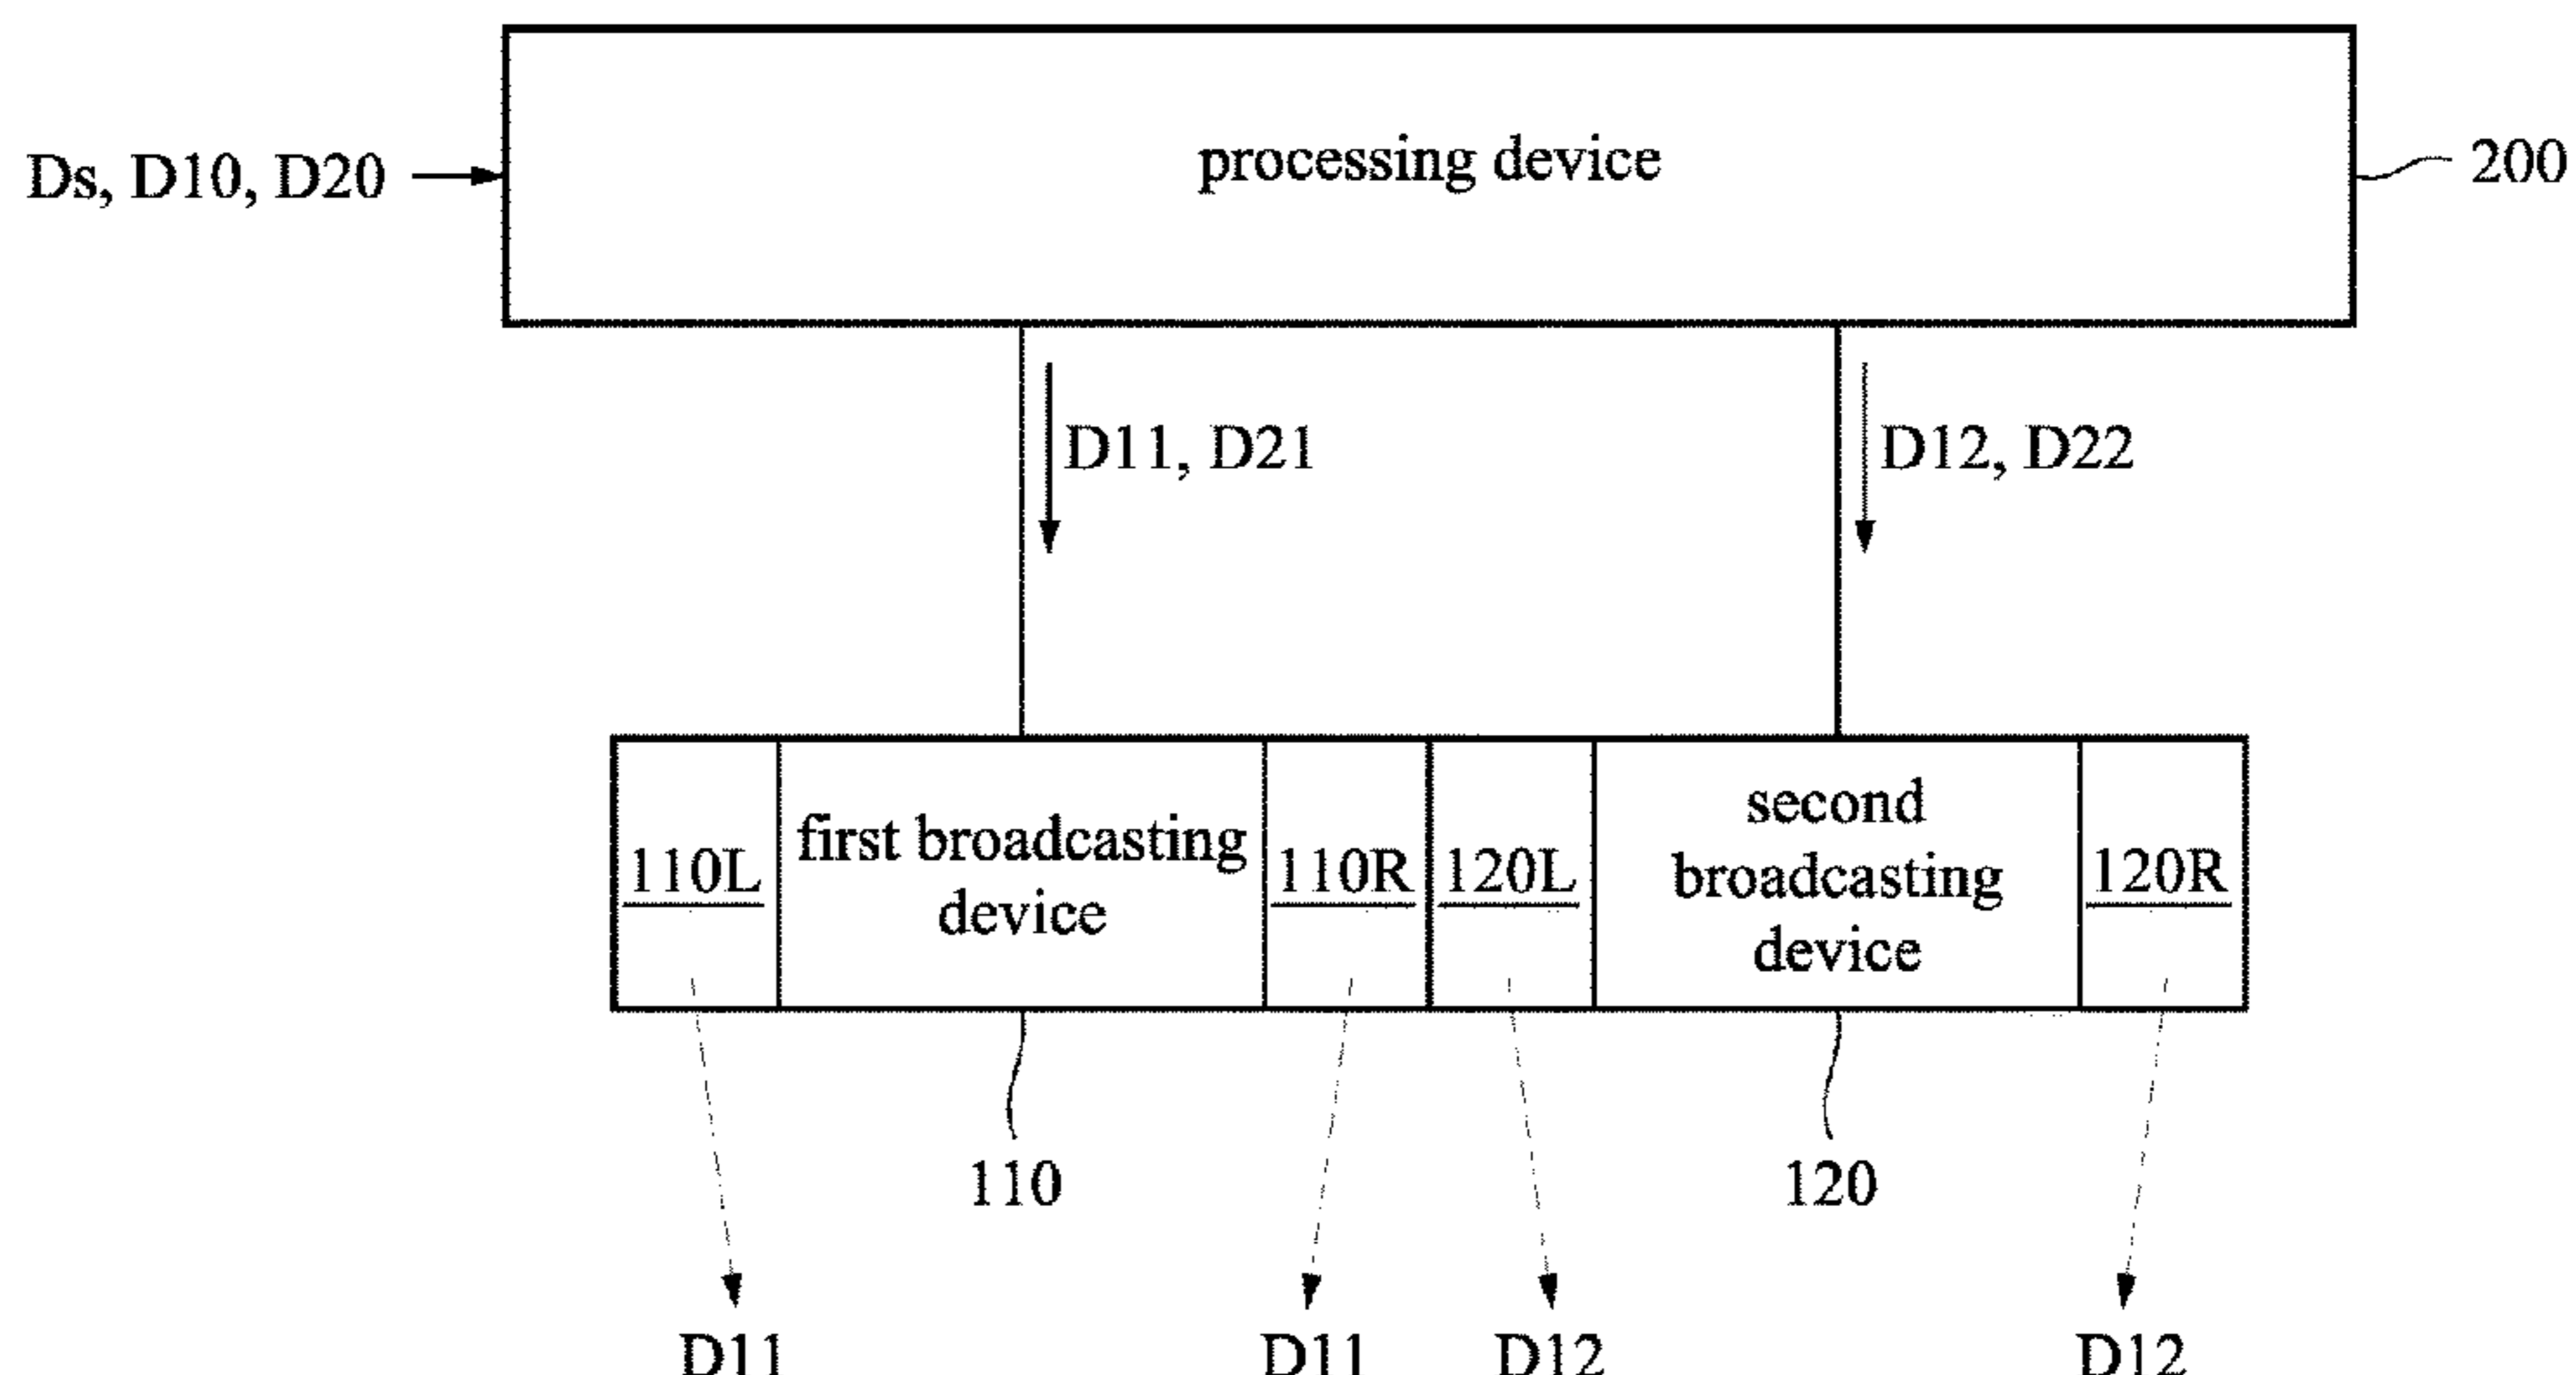 processing device
Ds, D10, D20
200
D11, D21
D12, D22
110L
first broadcasting
device
110R
120L
second
broadcasting
device
120R
110
120
D11
D11
D12
D12